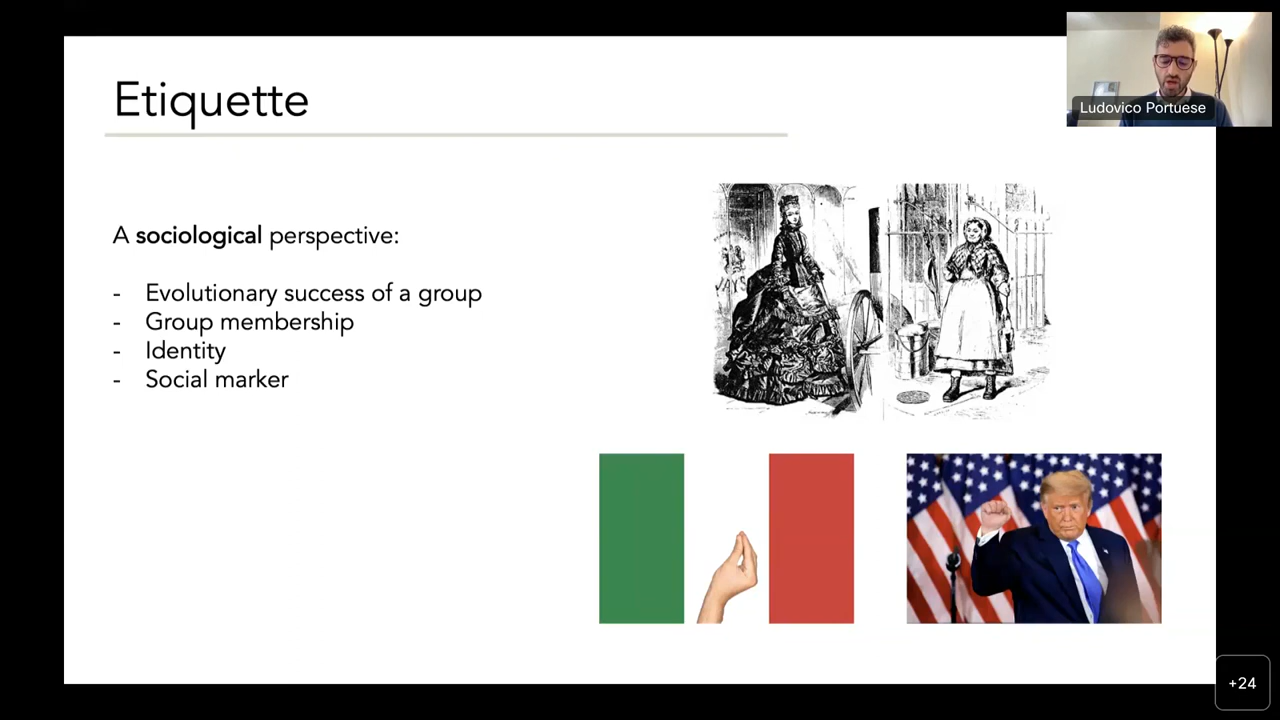 Etiquette
Ludovico Portuese
A sociological perspective:
- Evolutionary success of a group
- Group membership
- Identity
- Social marker
+24